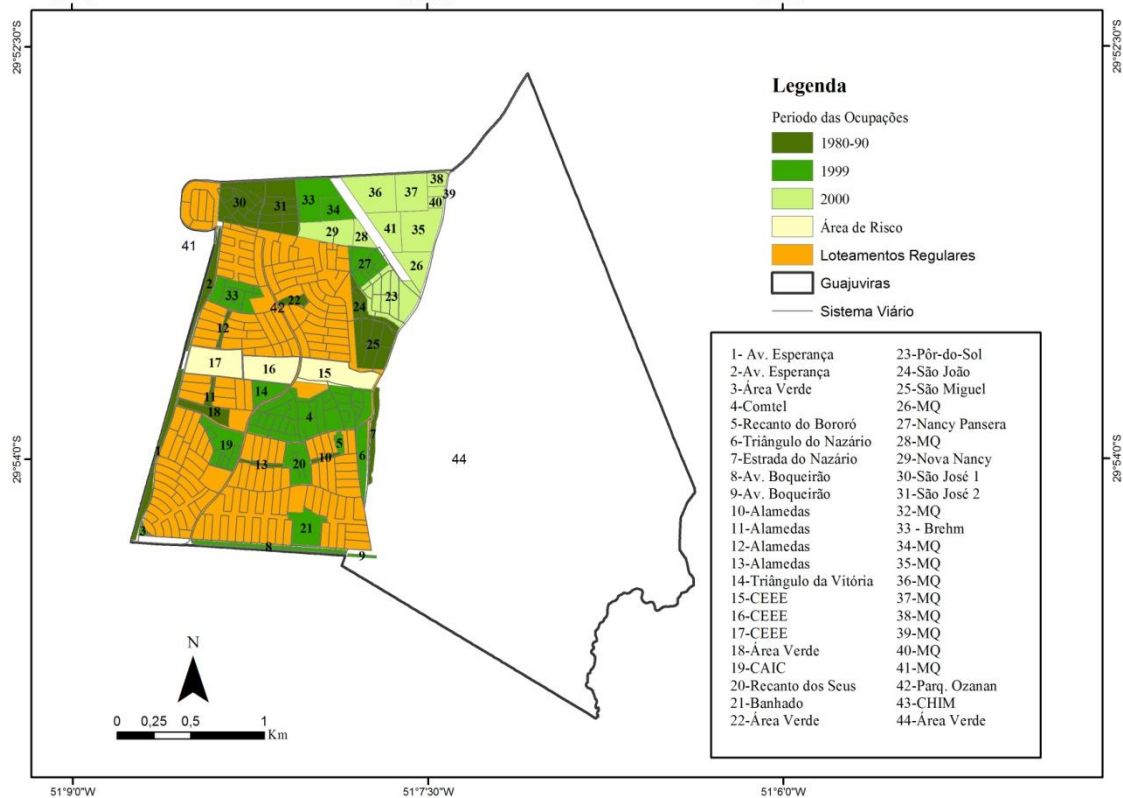 29°52'30"S
29°52'30"S
29°54'0"S
29°54'0"S
51°9'0"W
51°7'30"W
51°6'0"W
30
31
33
34
36
37
38
39
40
41
35
29
28
26
27
41
2
33
22
42
24
23
12
25
17
16
15
11
14
18
4
7
19
5
6
1
13
20
10
44
21
3
8
9
N
0 0,25 0,5 1
Km
Legenda
Periodo das Ocupações
1980-90
1999
2000
Área de Risco
Loteamentos Regulares
Guajuviras
Sistema Viário
1- Av. Esperança
2-Av. Esperança
3-Área Verde
4-Comtel
5-Recanto do Bororó
6-Triângulo do Nazário
7-Estrada do Nazário
8-Av. Boqueirão
9-Av. Boqueirão
10-Alamedas
11-Alamedas
12-Alamedas
13-Alamedas
14-Triângulo da Vitória
15-CEEE
16-CEEE
17-CEEE
18-Área Verde
19-CAIC
20-Recanto dos Seus
21-Banhado
22-Área Verde
23-Pôr-do-Sol
24-São João
25-São Miguel
26-MQ
27-Nancy Pansera
28-MQ
29-Nova Nancy
30-São José 1
31-São José 2
32-MQ
33 - Brehm
34-MQ
35-MQ
36-MQ
37-MQ
38-MQ
39-MQ
40-MQ
41-MQ
42-Parq. Ozanan
43-CHIM
44-Área Verde